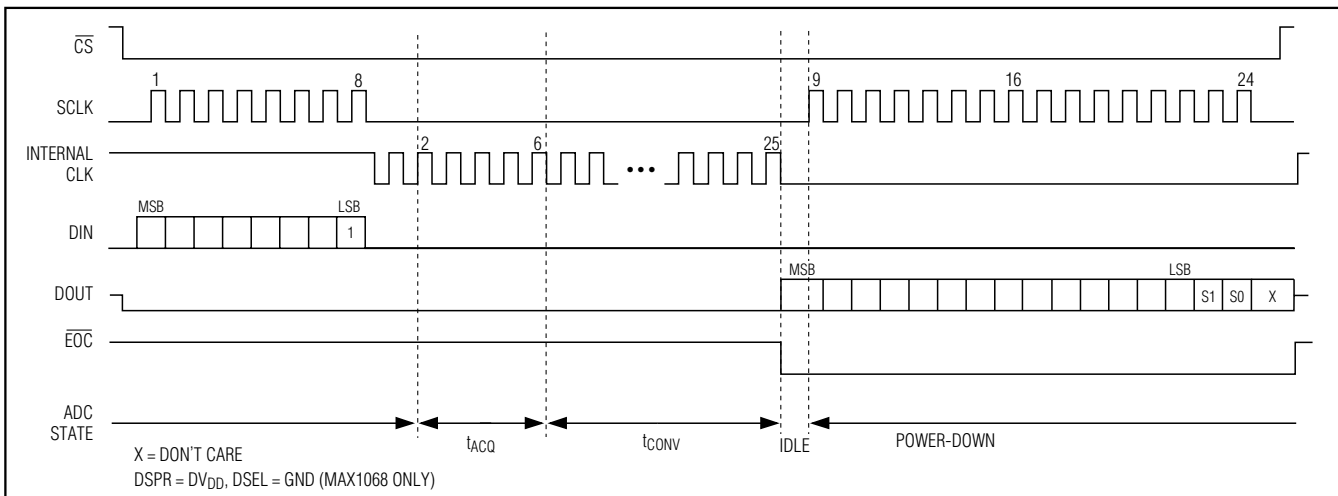 CS
1 8 9 16 24
SCLK
INTERNAL CLK
2 6 25
•••
MSB LSB
DIN
1
MSB LSB
DOUT
S1 S0 X
EOC
ADC STATE
tACQ tCONV IDLE POWER-DOWN
X = DON'T CARE
DSPR = DVDD, DSEL = GND (MAX1068 ONLY)